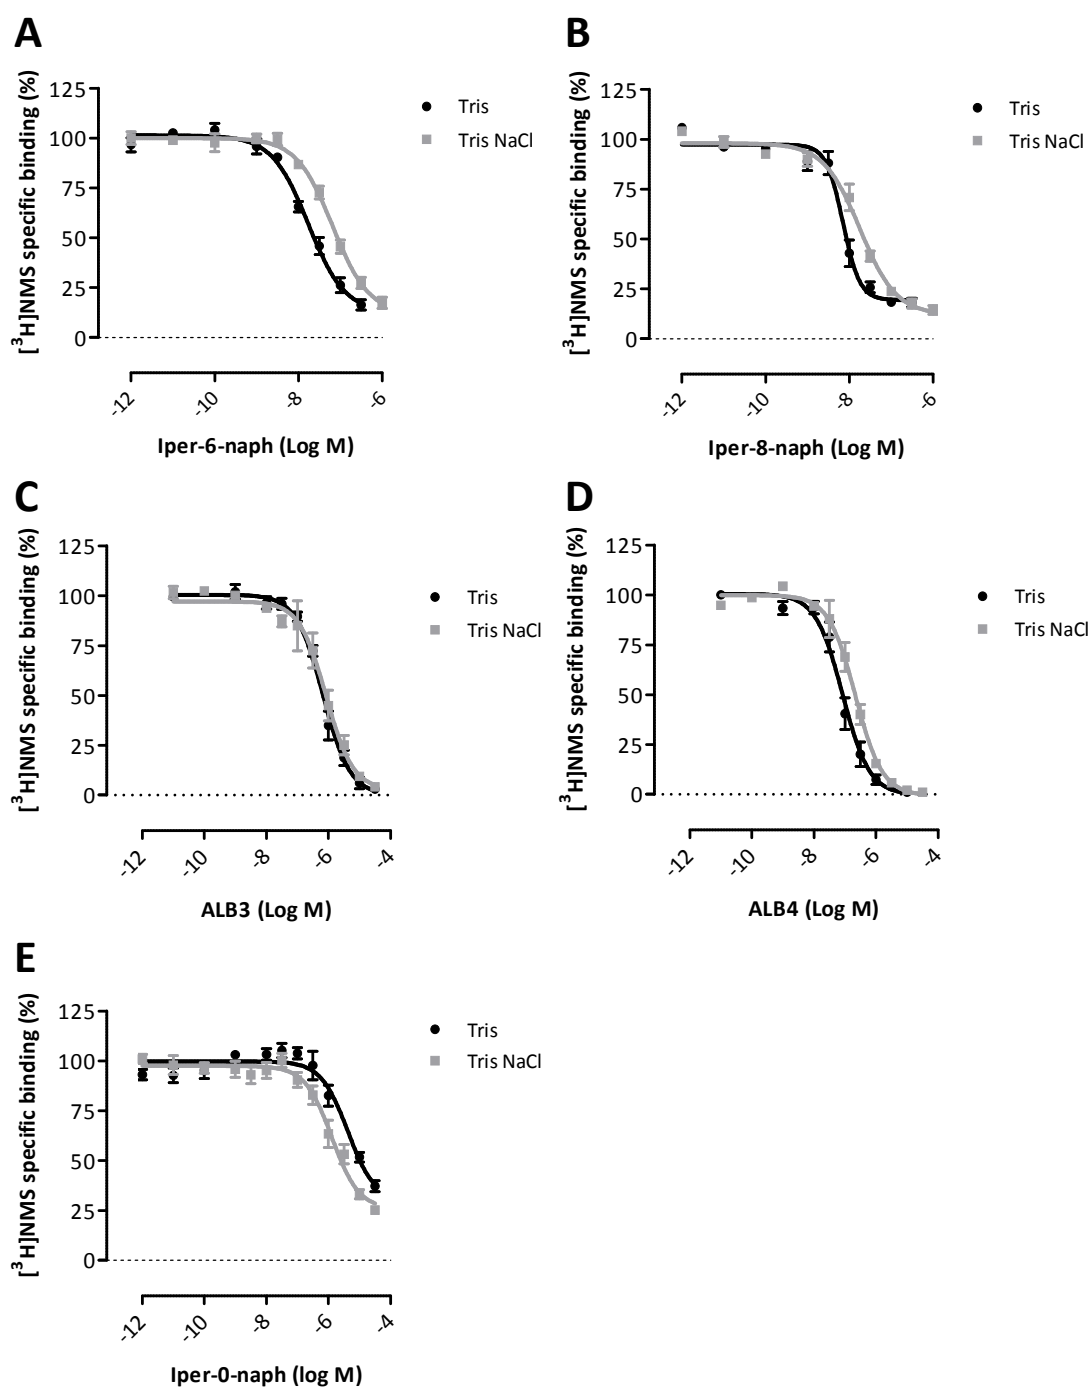 A
[³H]NMS specific binding (%)
125
100
75
50
25
0
-12
-10
-8
-6
Iper-6-naph (Log M)
Tris
Tris NaCl
B
[³H]NMS specific binding (%)
125
100
75
50
25
0
-12
-10
-8
-6
Iper-8-naph (Log M)
Tris
Tris NaCl
C
[³H]NMS specific binding (%)
125
100
75
50
25
0
-12
-10
-8
-6
-4
ALB3 (Log M)
Tris
Tris NaCl
D
[³H]NMS specific binding (%)
125
100
75
50
25
0
-12
-10
-8
-6
-4
ALB4 (Log M)
Tris
Tris NaCl
E
[³H]NMS specific binding (%)
125
100
75
50
25
0
-12
-10
-8
-6
-4
Iper-0-naph (log M)
Tris
Tris NaCl